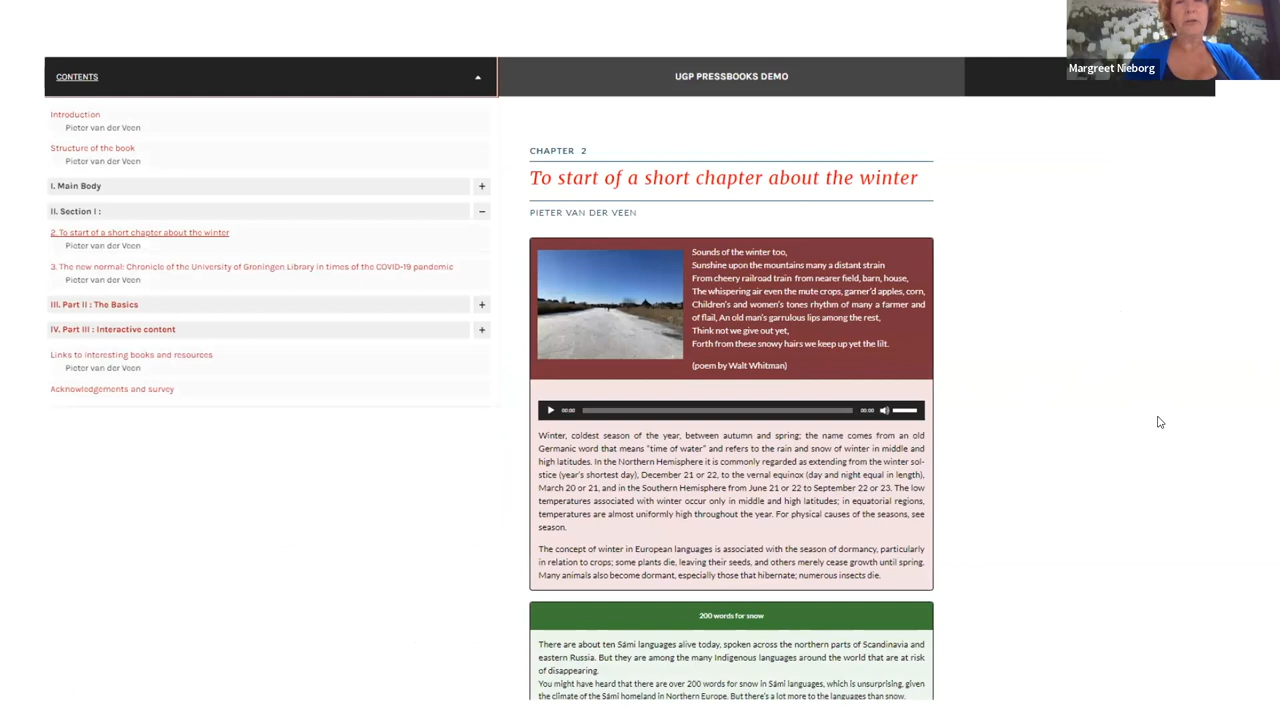 Margreet Nieborg
CONTENTS
UGP PRESSBOOKS DEMO
Introduction
Pieter van der Veen
Structure of the book
Pieter van der Veen
I. Main Body
+
II. Section I :
−
2. To start of a short chapter about the winter
Pieter van der Veen
3. The new normal: Chronicle of the University of Groningen Library in times of the COVID-19 pandemic
Pieter van der Veen
III. Part II : The Basics
+
IV. Part III : Interactive content
+
Links to interesting books and resources
Pieter van der Veen
Acknowledgements and survey
CHAPTER 2
To start of a short chapter about the winter
PIETER VAN DER VEEN
Sounds of the winter too,
Sunshine upon the mountains many a distant strain
From cheery railroad train from nearer field, barn, house,
The whispering air even the mute crops, garner'd apples, corn,
Children's and women's tones rhythm of many a farmer and
of flail, An old man's garrulous lips among the rest,
Think not we give out yet,
Forth from these snowy hairs we keep up yet the lilt.
(poem by Walt Whitman)
00:00
00:00
Winter, coldest season of the year, between autumn and spring; the name comes from an old
Germanic word that means “time of water” and refers to the rain and snow of winter in middle and
high latitudes. In the Northern Hemisphere it is commonly regarded as extending from the winter sol-
stice (year's shortest day), December 21 or 22, to the vernal equinox (day and night equal in length),
March 20 or 21, and in the Southern Hemisphere from June 21 or 22 to September 22 or 23. The low
temperatures associated with winter occur only in middle and high latitudes; in equatorial regions,
temperatures are almost uniformly high throughout the year. For physical causes of the seasons, see
season.
The concept of winter in European languages is associated with the season of dormancy, particularly
in relation to crops; some plants die, leaving their seeds, and others merely cease growth until spring.
Many animals also become dormant, especially those that hibernate; numerous insects die.
200 words for snow
There are about ten Sámi languages alive today, spoken across the northern parts of Scandinavia and
eastern Russia. But they are among the many Indigenous languages around the world that are at risk
of disappearing.
You might have heard that there are over 200 words for snow in Sámi languages, which is unsurprising, given
the climate of the Sámi homeland in Northern Europe. But there's a lot more to the languages than snow.